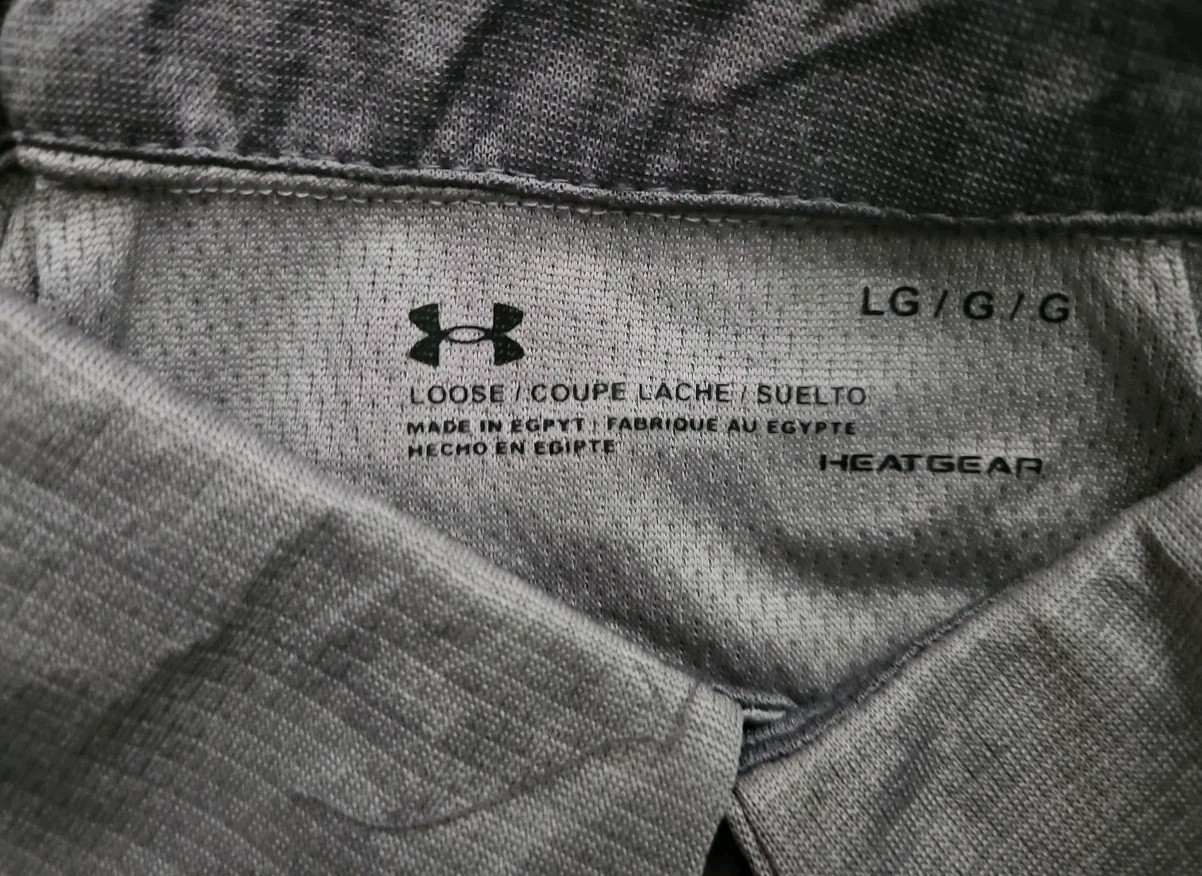 LG / G / G
LOOSE / COUPE LACHE / SUELTO
MADE IN EGPYT | FABRIQUE AU EGYPTE
HECHO EN EGIPTE
HEATGEAR